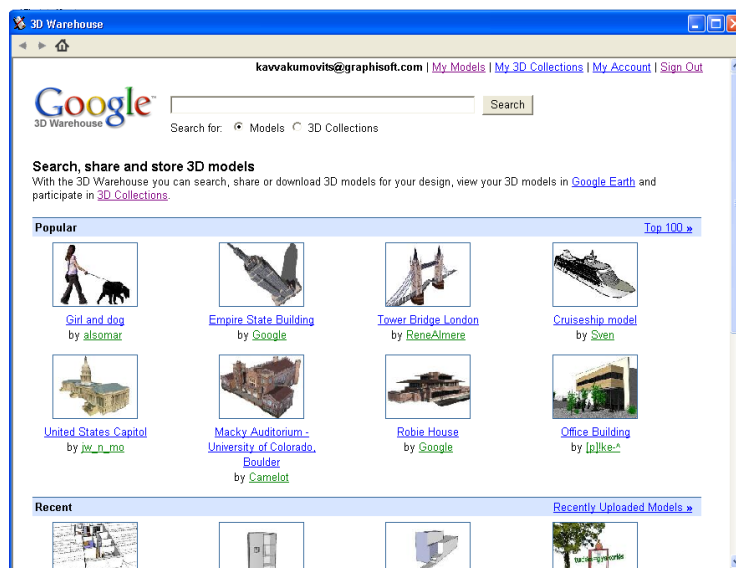 3D Warehouse
kavvakumovits@graphisoft.com | My Models | My 3D Collections | My Account | Sign Out
Google
3D Warehouse
Search
Search for: Models 3D Collections
Search, share and store 3D models
With the 3D Warehouse you can search, share or download 3D models for your design, view your 3D models in Google Earth and
participate in 3D Collections.
Popular Top 100 »
Girl and dog
by alsomar
Empire State Building
by Google
Tower Bridge London
by ReneAlmere
Cruiseship model
by Sven
United States Capitol
by jw_n_mo
Macky Auditorium -
University of Colorado,
Boulder
by Camelot
Robie House
by Google
Office Building
by [p]!ke-^
Recent Recently Uploaded Models »